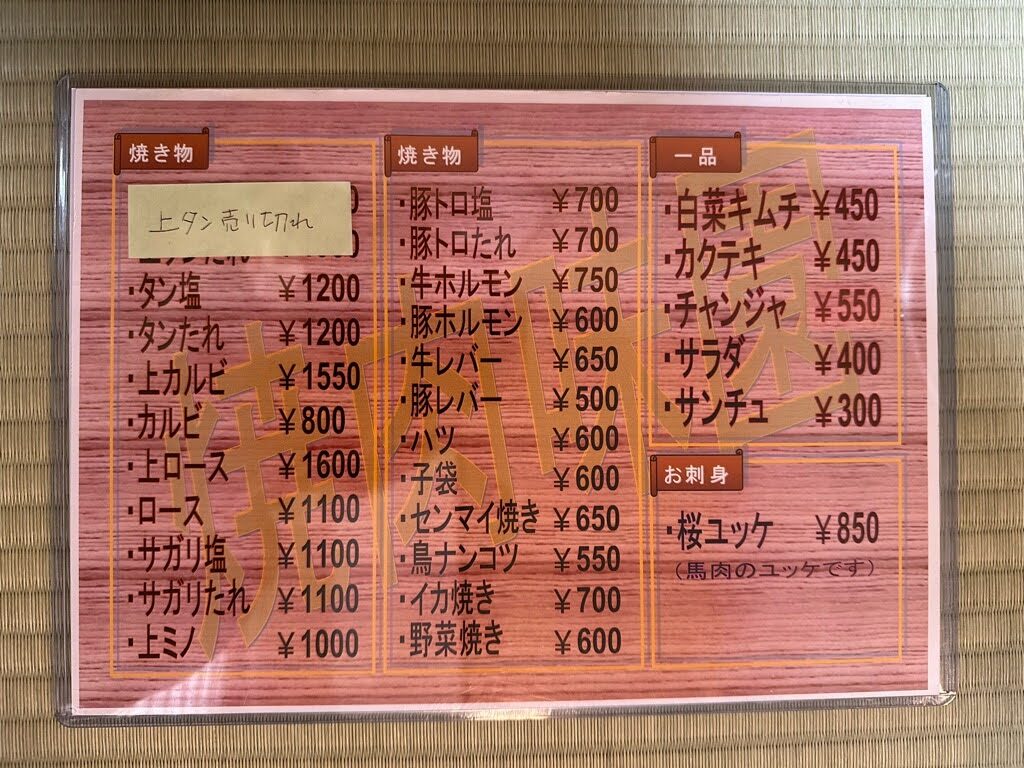 焼き物
上タン売り切れ
・タン塩 ￥1200
・タンたれ ￥1200
・上カルビ ￥1550
・カルビ ￥800
・上ロース ￥1600
・ロース ￥1100
・サガリ塩 ￥1100
・サガリたれ ￥1100
・上ミノ ￥1000
焼き物
・豚トロ塩 ￥700
・豚トロたれ ￥700
・牛ホルモン ￥750
・豚ホルモン ￥600
・牛レバー ￥650
・豚レバー ￥500
・ハツ ￥600
・子袋 ￥600
・センマイ焼き ￥650
・鳥ナンコツ ￥550
・イカ焼き ￥700
・野菜焼き ￥600
一品
・白菜キムチ ￥450
・カクテキ ￥450
・チャンジャ ￥550
・サラダ ￥400
・サンチュ ￥300
お刺身
・桜ユッケ ￥850
（馬肉のユッケです）
焼肉味園